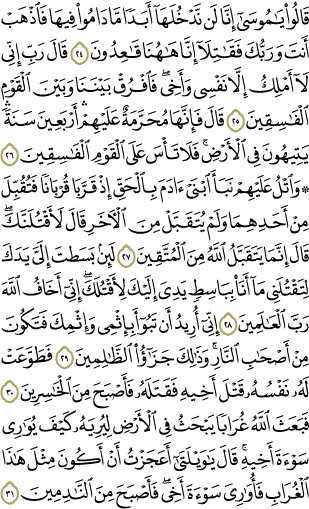 قَالُوا۟ يَٰمُوسَىٰٓ إِنَّا لَن نَّدْخُلَهَآ أَبَدًا مَّا دَامُوا۟ فِيهَا فَٱذْهَبْ
أَنتَ وَرَبُّكَ فَقَٰتِلَآ إِنَّا هَٰهُنَا قَٰعِدُونَ ٢٤ قَالَ رَبِّ إِنِّى
لَآ أَمْلِكُ إِلَّا نَفْسِى وَأَخِى فَٱفْرُقْ بَيْنَنَا وَبَيْنَ ٱلْقَوْمِ
ٱلْفَٰسِقِينَ ٢٥ قَالَ فَإِنَّهَا مُحَرَّمَةٌ عَلَيْهِمْ ۛ أَرْبَعِينَ سَنَةً ۛ
يَتِيهُونَ فِى ٱلْأَرْضِ ۚ فَلَا تَأْسَ عَلَى ٱلْقَوْمِ ٱلْفَٰسِقِينَ ٢٦
۞ وَٱتْلُ عَلَيْهِمْ نَبَأَ ٱبْنَىْ ءَادَمَ بِٱلْحَقِّ إِذْ قَرَّبَا قُرْبَانًا فَتُقُبِّلَ
مِنْ أَحَدِهِمَا وَلَمْ يُتَقَبَّلْ مِنَ ٱلْءَاخَرِ قَالَ لَأَقْتُلَنَّكَ ۖ
قَالَ إِنَّمَا يَتَقَبَّلُ ٱللَّهُ مِنَ ٱلْمُتَّقِينَ ٢٧ لَئِنۢ بَسَطتَ إِلَىَّ يَدَكَ
لِتَقْتُلَنِى مَآ أَنَا۠ بِبَاسِطٍ يَدِىَ إِلَيْكَ لِأَقْتُلَكَ ۖ إِنِّىٓ أَخَافُ ٱللَّهَ
رَبَّ ٱلْعَٰلَمِينَ ٢٨ إِنِّىٓ أُرِيدُ أَن تَبُوٓأَ بِإِثْمِى وَإِثْمِكَ فَتَكُونَ
مِنْ أَصْحَٰبِ ٱلنَّارِ ۚ وَذَٰلِكَ جَزَٰٓؤُا۟ ٱلظَّٰلِمِينَ ٢٩ فَطَوَّعَتْ
لَهُۥ نَفْسُهُۥ قَتْلَ أَخِيهِ فَقَتَلَهُۥ فَأَصْبَحَ مِنَ ٱلْخَٰسِرِينَ ٣٠
فَبَعَثَ ٱللَّهُ غُرَابًا يَبْحَثُ فِى ٱلْأَرْضِ لِيُرِيَهُۥ كَيْفَ يُوَٰرِى
سَوْءَةَ أَخِيهِ ۚ قَالَ يَٰوَيْلَتَىٰٓ أَعَجَزْتُ أَنْ أَكُونَ مِثْلَ هَٰذَا
ٱلْغُرَابِ فَأُوَٰرِىَ سَوْءَةَ أَخِى ۖ فَأَصْبَحَ مِنَ ٱلنَّٰدِمِينَ ٣١